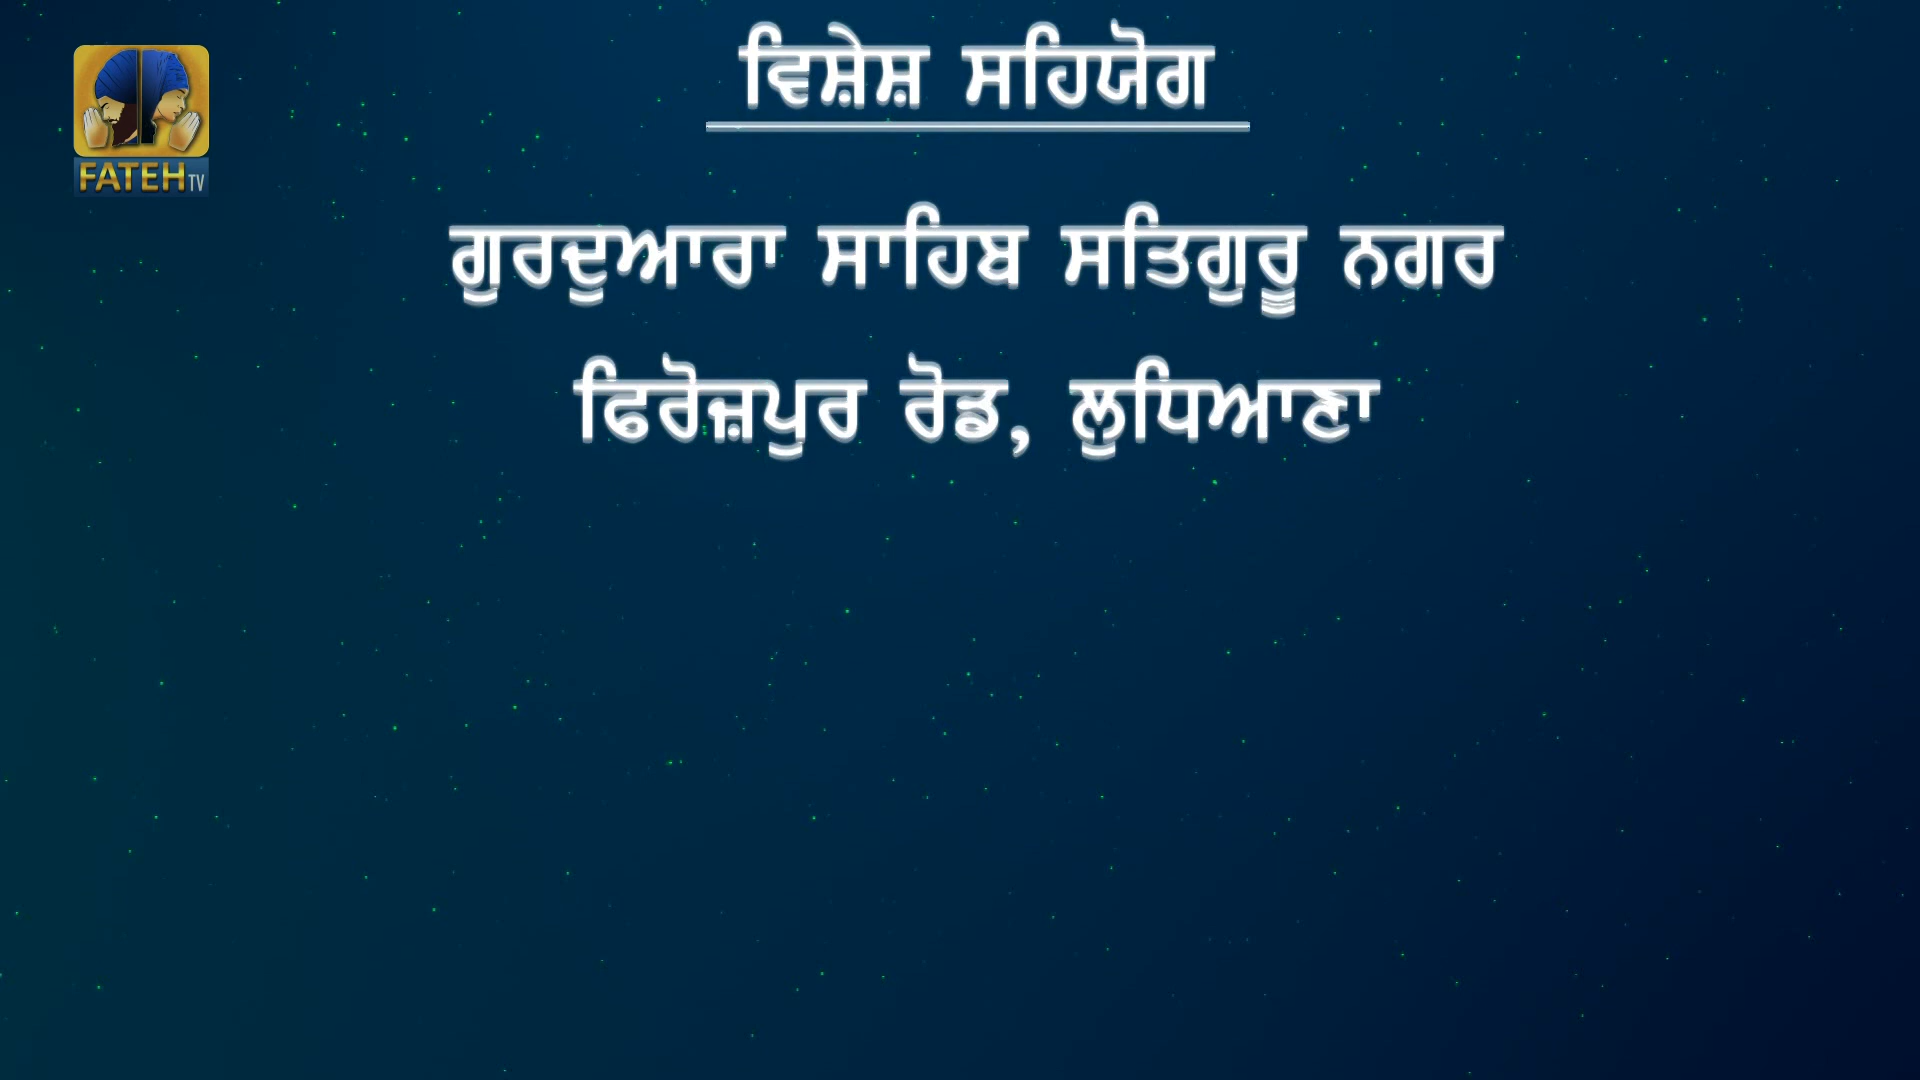 ਵਿਸ਼ੇਸ਼ ਸਹਿਯੋਗ
FATEH TV
ਗੁਰਦੁਆਰਾ ਸਾਹਿਬ ਸਤਿਗੁਰੂ ਨਗਰ
ਫਿਰੋਜ਼ਪੁਰ ਰੋਡ, ਲੁਧਿਆਣਾ